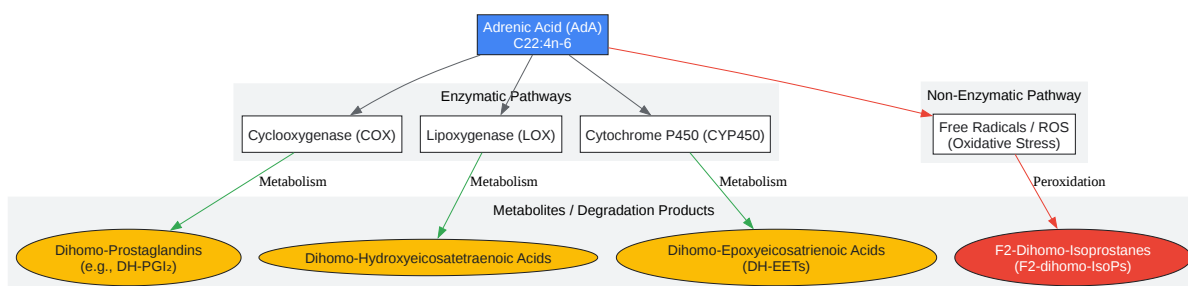 Adrenic Acid (AdA)
C22:4n-6
Enzymatic Pathways
Non-Enzymatic Pathway
Cyclooxygenase (COX)
Lipoxygenase (LOX)
Cytochrome P450 (CYP450)
Free Radicals / ROS
(Oxidative Stress)
Metabolism
Metabolism
Metabolism
Peroxidation
Metabolites / Degradation Products
Dihomo-Prostaglandins
(e.g., DH-PGI₂)
Dihomo-Hydroxyeicosatetraenoic Acids
Dihomo-Epoxyeicosatrienoic Acids
(DH-EETs)
F2-Dihomo-Isoprostanes
(F2-dihomo-IsoPs)